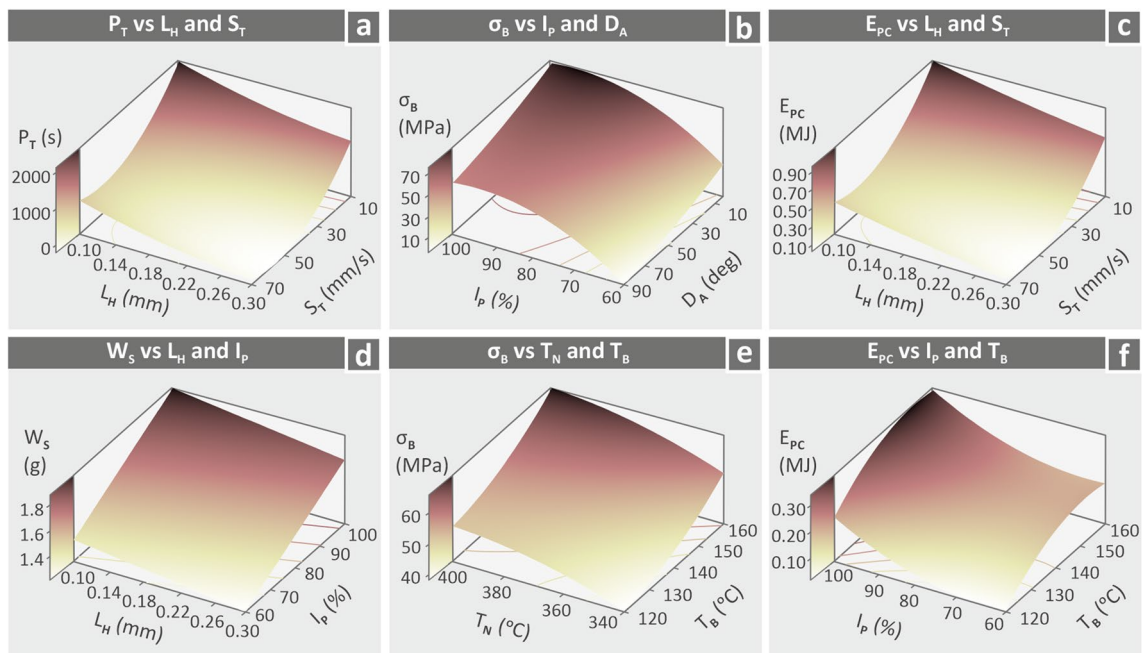 P_T vs L_H and S_T a
P_T (s)
2000
1000
0
0.10
0.14
0.18
0.22
0.26
0.30
L_H (mm)
10
30
50
70
S_T (mm/s)
σ_B vs I_P and D_A b
σ_B
(MPa)
70
50
30
10
100
90
80
70
60
I_P (%)
10
30
50
70
90
D_A (deg)
E_PC vs L_H and S_T c
E_PC
(MJ)
0.90
0.70
0.50
0.30
0.10
0.10
0.14
0.18
0.22
0.26
0.30
L_H (mm)
10
30
50
70
S_T (mm/s)
W_S vs L_H and I_P d
W_S
(g)
1.8
1.6
1.4
0.10
0.14
0.18
0.22
0.26
0.30
L_H (mm)
100
90
80
70
60
I_P (%)
σ_B vs T_N and T_B e
σ_B
(MPa)
60
50
40
400
380
360
340
T_N (°C)
160
150
140
130
120
T_B (°C)
E_PC vs I_P and T_B f
E_PC
(MJ)
0.30
0.20
0.10
100
90
80
70
60
I_P (%)
160
150
140
130
120
T_B (°C)